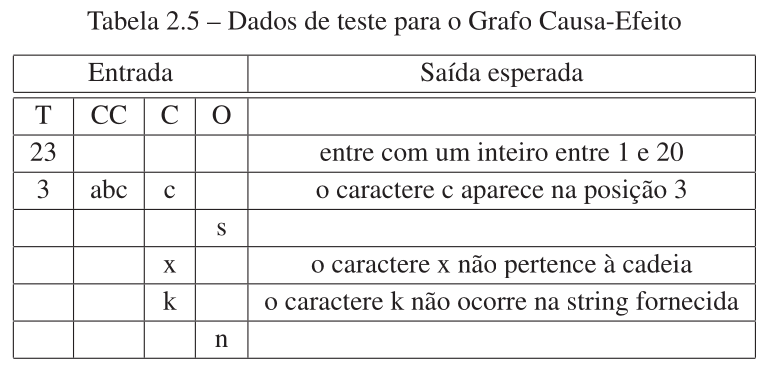 Tabela 2.5 – Dados de teste para o Grafo Causa-Efeito
Entrada Saída esperada
T CC C O
23 entre com um inteiro entre 1 e 20
3 abc c o caractere c aparece na posição 3
s
x o caractere x não pertence à cadeia
k o caractere k não ocorre na string fornecida
n